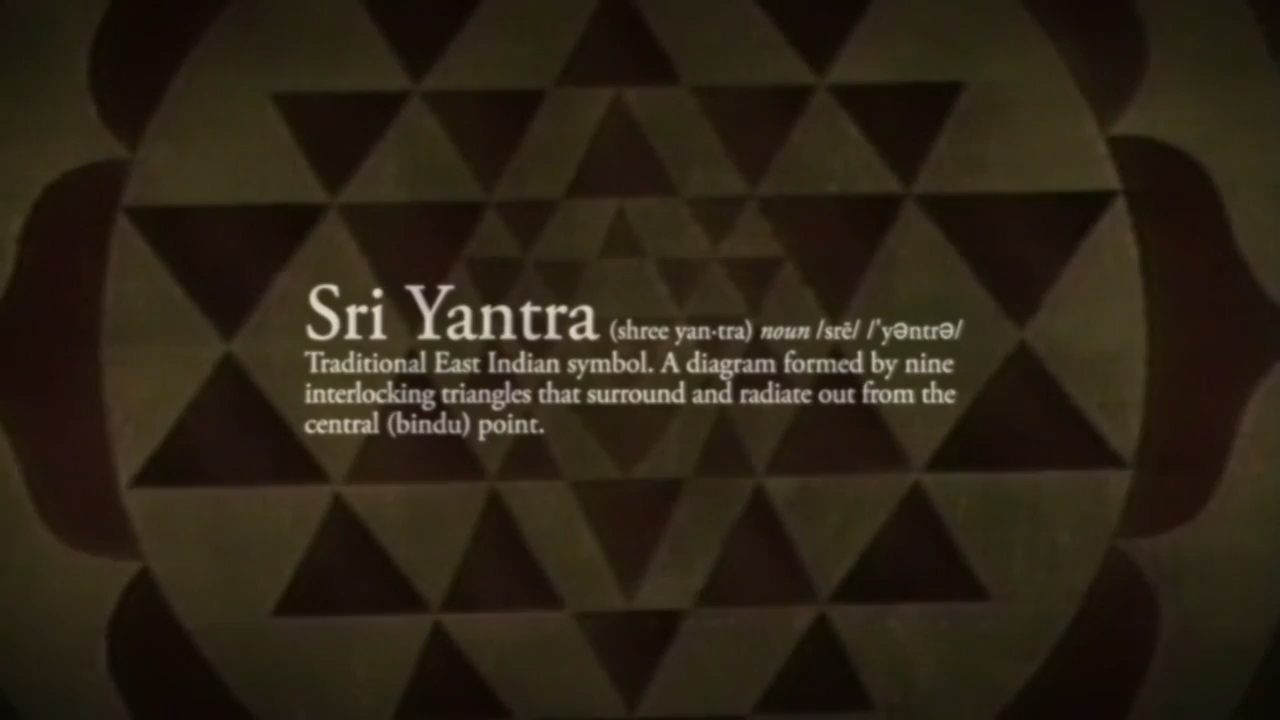 Sri Yantra (shree yan·tra) noun /srē/ /ˈyəntrə/
Traditional East Indian symbol. A diagram formed by nine
interlocking triangles that surround and radiate out from the
central (bindu) point.